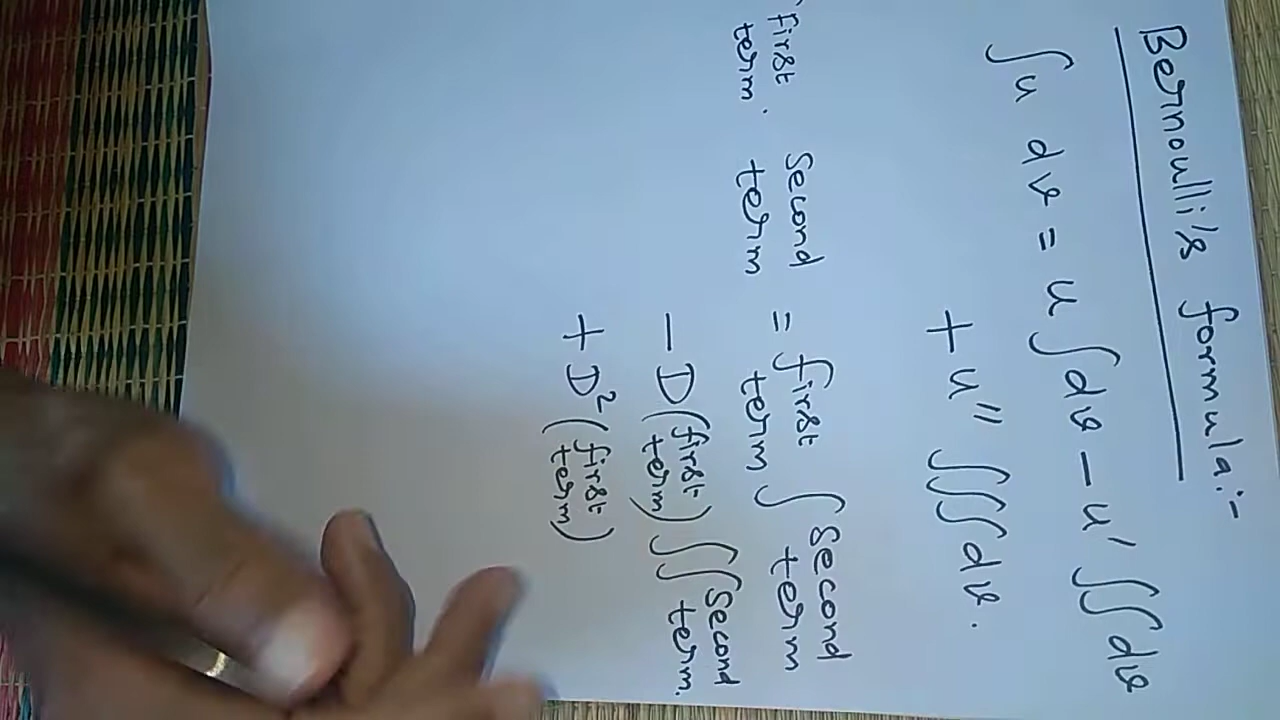 Bernoulli's formula:-
∫u dv = u∫dv - u'∫∫dv
+ u''∫∫∫dv.
first second = first ∫ second
term. term term term
- D(first term) ∫∫ second term.
+ D²(first term)